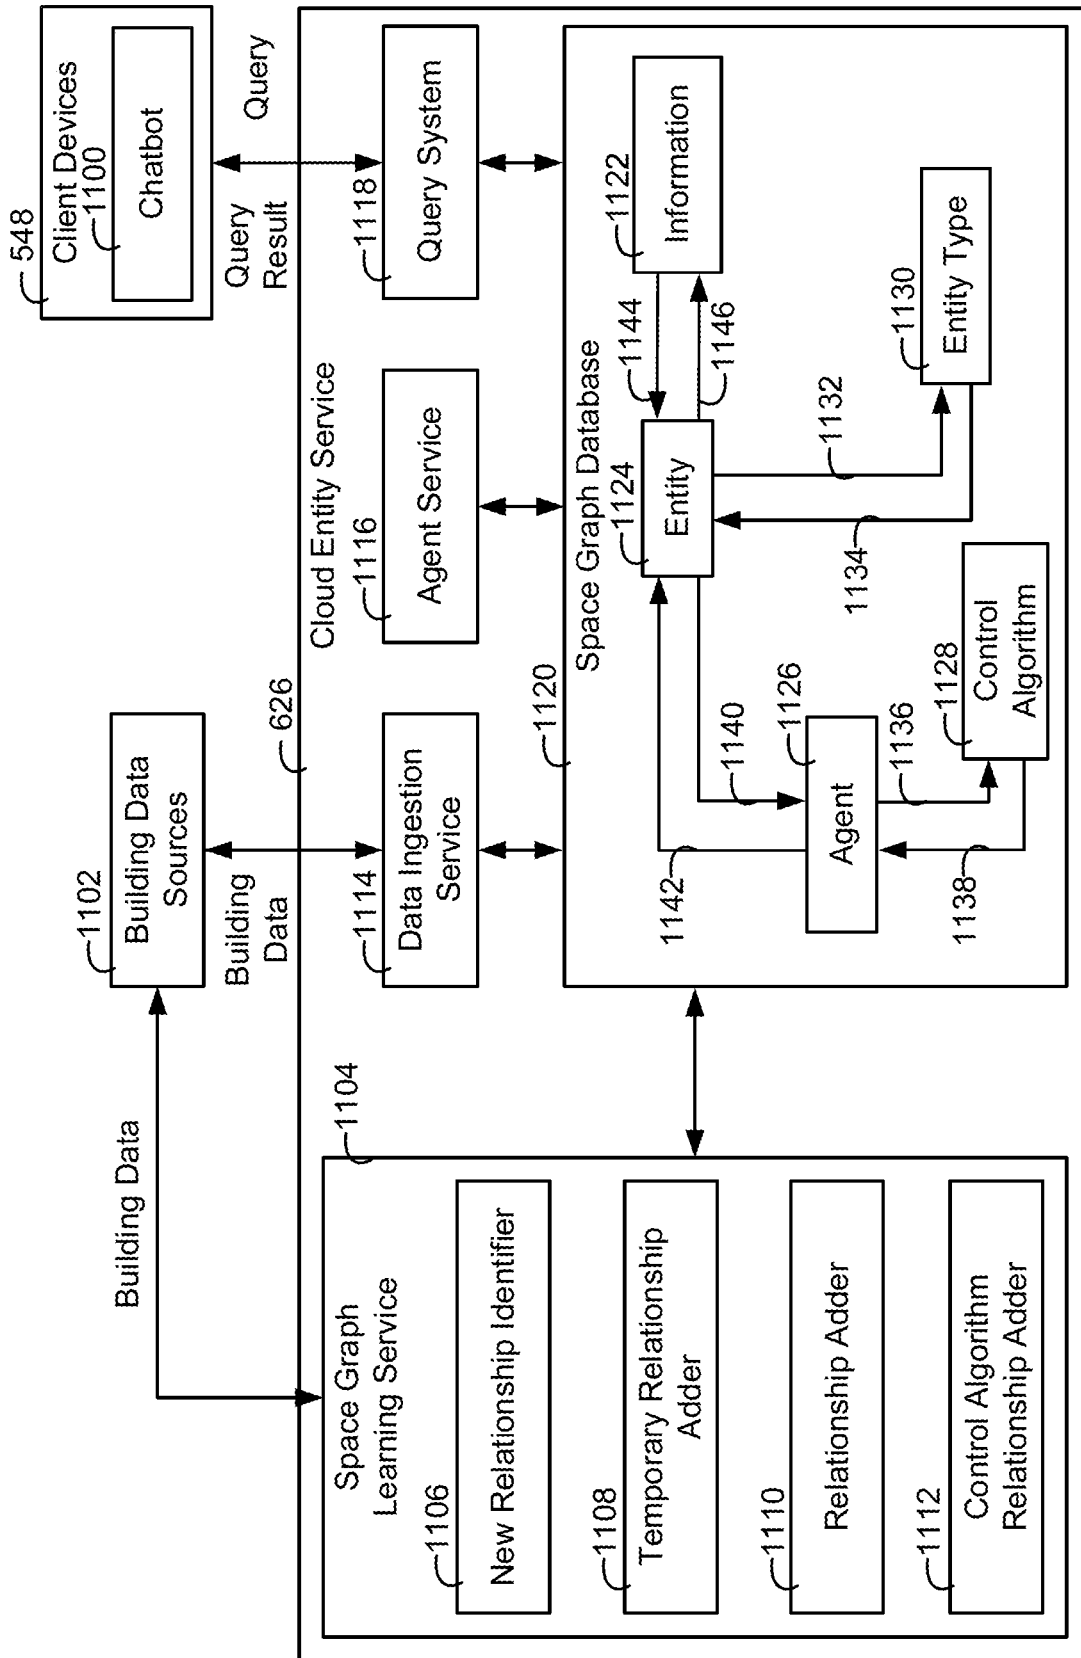 548
Client Devices
1100
Chatbot
Query
Result
Query
1102
Building Data
Sources
Building Data
Building
Data
626
Cloud Entity Service
1104
Space Graph
Learning Service
1106
New Relationship Identifier
1108
Temporary Relationship
Adder
1110
Relationship Adder
1112
Control Algorithm
Relationship Adder
1114
Data Ingestion
Service
1116
Agent Service
1118
Query System
1120
Space Graph Database
1122
Information
1144
1146
1124
Entity
1130
Entity Type
1132
1134
1140
1142
1126
Agent
1136
1138
1128
Control
Algorithm